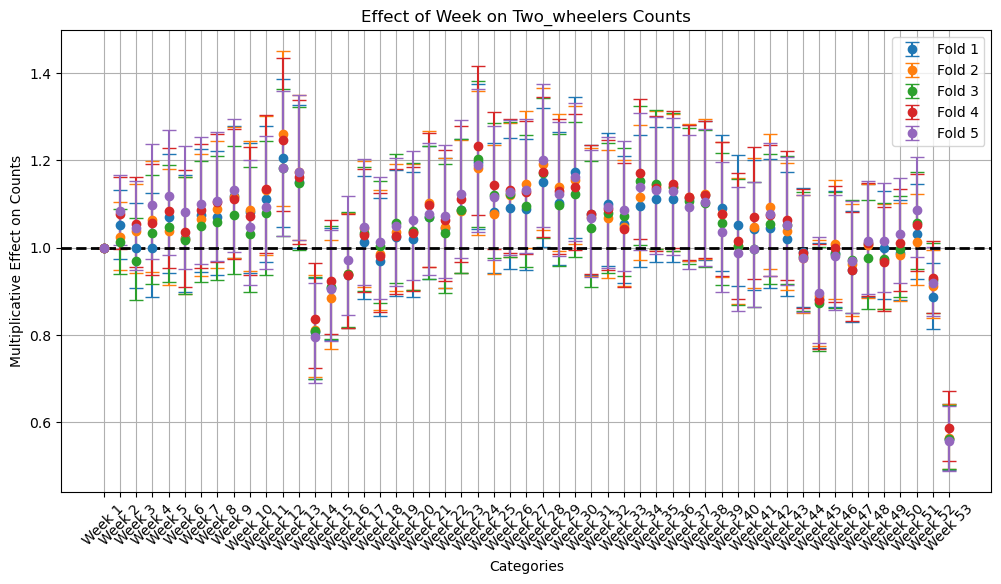 Effect of Week on Two_wheelers Counts
Multiplicative Effect on Counts
1.4
1.2
1.0
0.8
0.6
Fold 1
Fold 2
Fold 3
Fold 4
Fold 5
Week 1
Week 2
Week 3
Week 4
Week 5
Week 6
Week 7
Week 8
Week 9
Week 10
Week 11
Week 12
Week 13
Week 14
Week 15
Week 16
Week 17
Week 18
Week 19
Week 20
Week 21
Week 22
Week 23
Week 24
Week 25
Week 26
Week 27
Week 28
Week 29
Week 30
Week 31
Week 32
Week 33
Week 34
Week 35
Week 36
Week 37
Week 38
Week 39
Week 40
Week 41
Week 42
Week 43
Week 44
Week 45
Week 46
Week 47
Week 48
Week 49
Week 50
Week 51
Week 52
Week 53
Categories